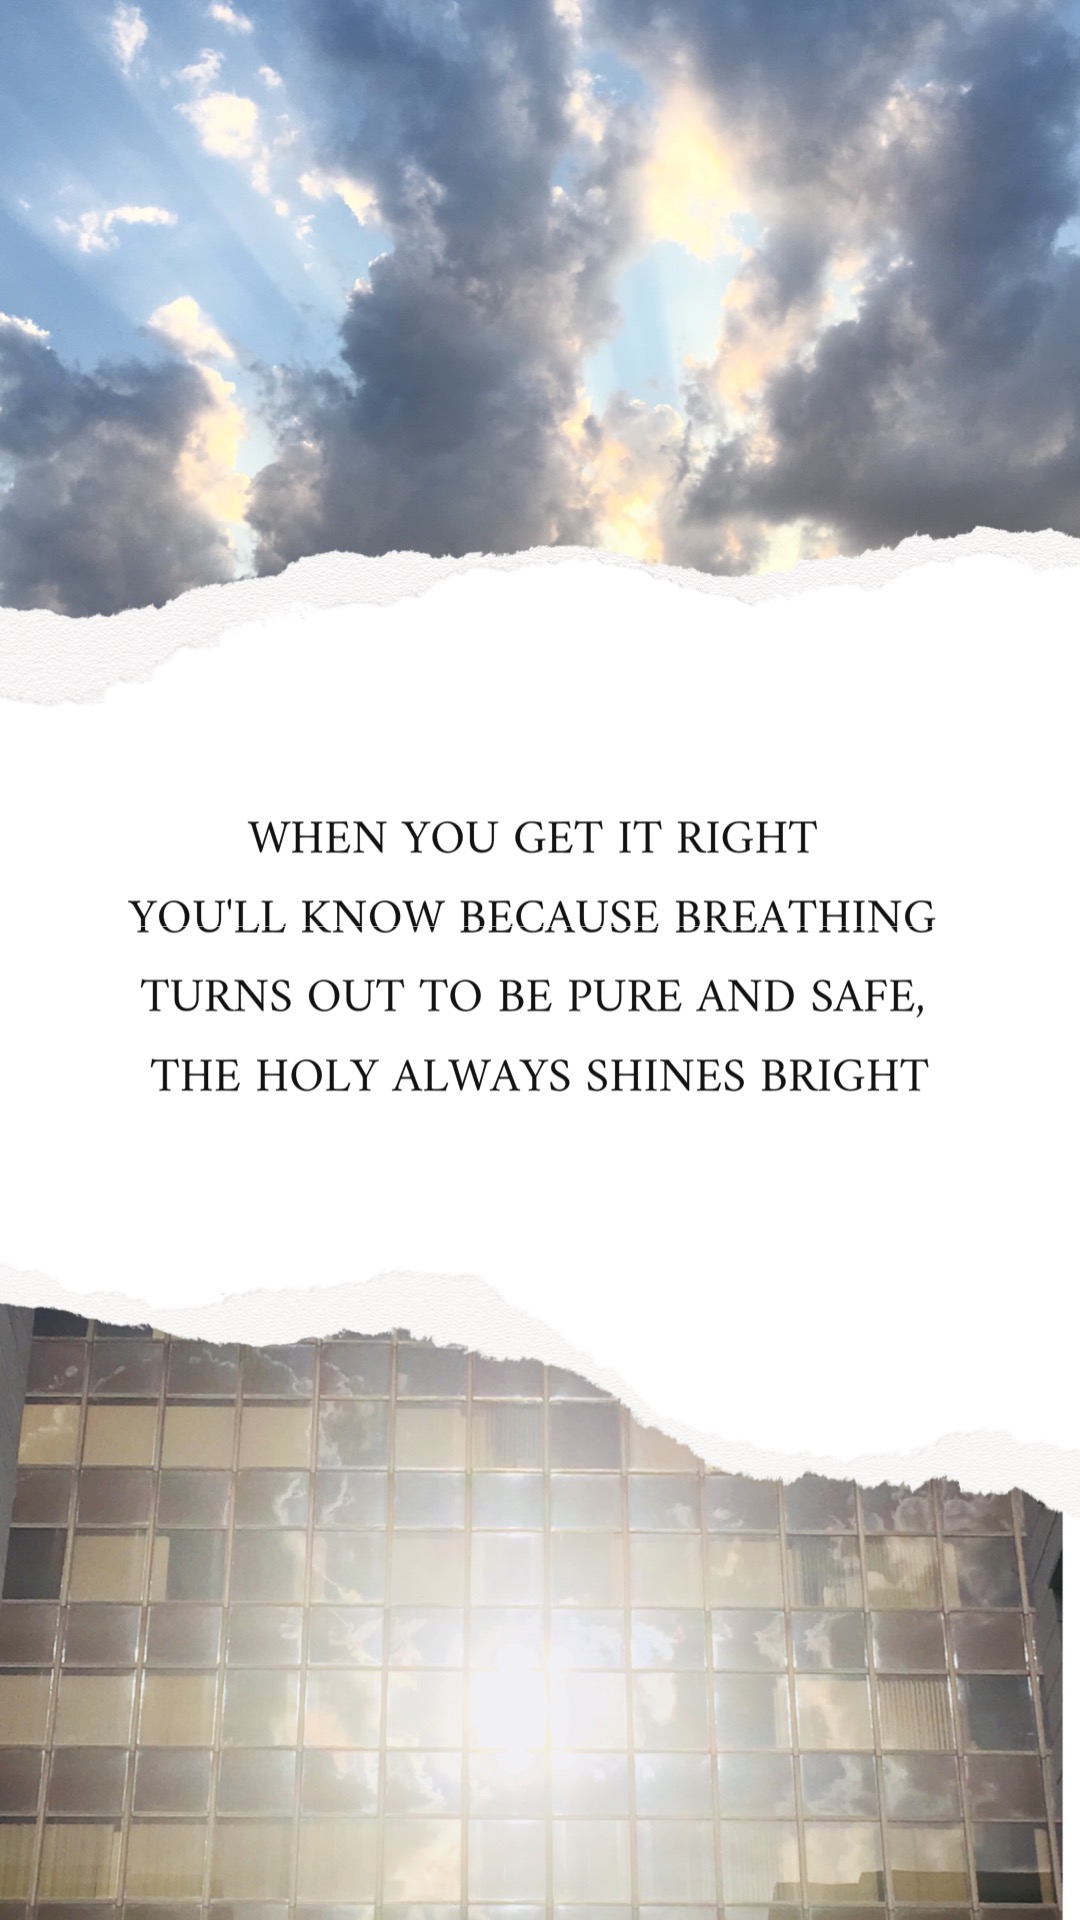 WHEN YOU GET IT RIGHT
YOU'LL KNOW BECAUSE BREATHING
TURNS OUT TO BE PURE AND SAFE,
THE HOLY ALWAYS SHINES BRIGHT